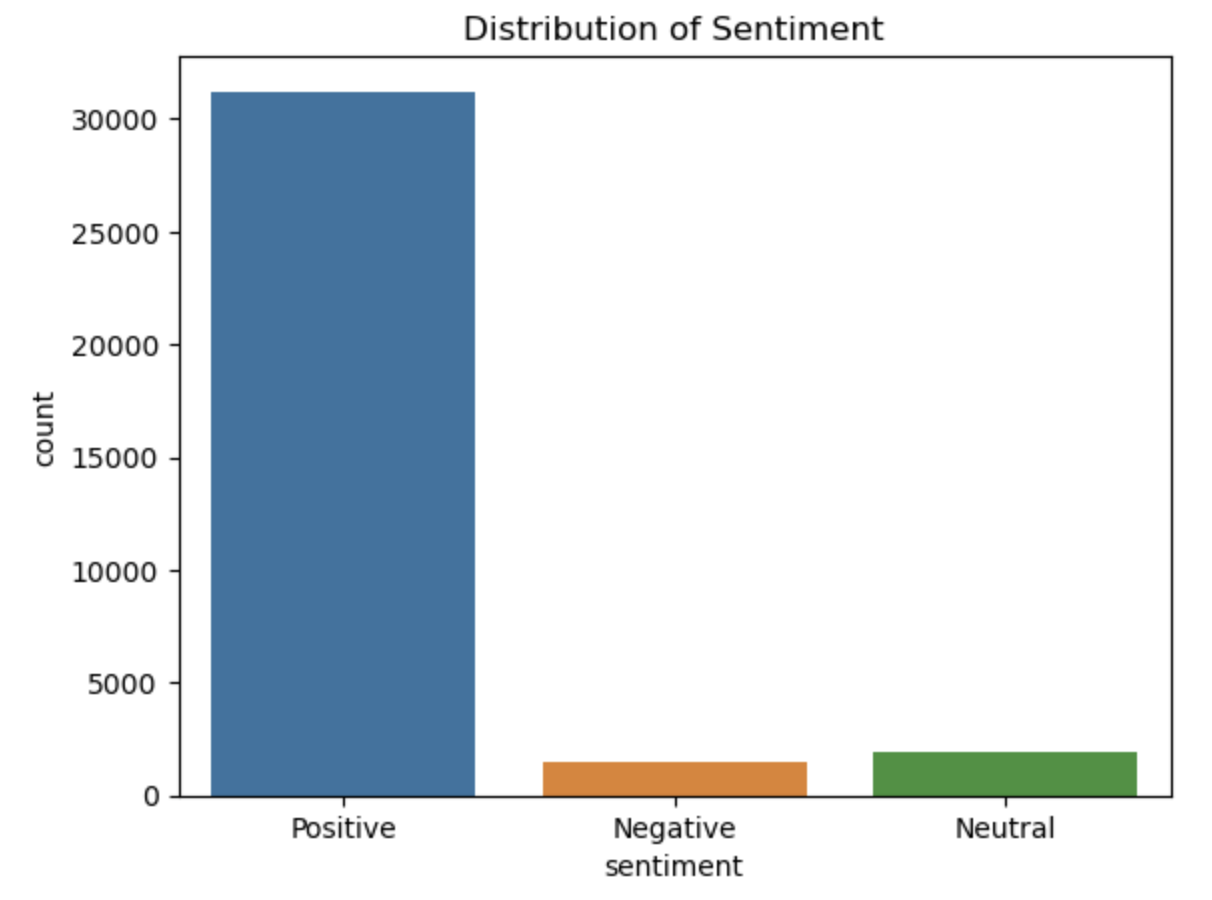 Distribution of Sentiment
30000
25000
20000
15000
10000
5000
0
count
Positive
Negative
Neutral
sentiment